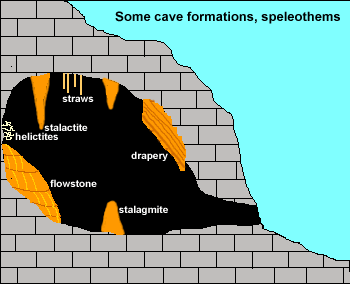 Some cave formations, speleothems
straws
stalactite
helictites
drapery
flowstone
stalagmite